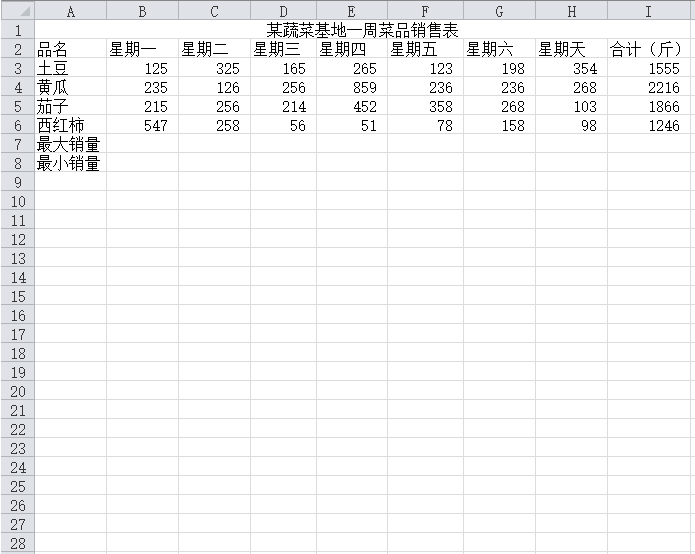 A B C D E F G H I
1 某蔬菜基地一周菜品销售表
2 品名 星期一 星期二 星期三 星期四 星期五 星期六 星期天 合计（斤）
3 土豆 125 325 165 265 123 198 354 1555
4 黄瓜 235 126 256 859 236 236 268 2216
5 茄子 215 256 214 452 358 268 103 1866
6 西红柿 547 258 56 51 78 158 98 1246
7 最大销量
8 最小销量
9
10
11
12
13
14
15
16
17
18
19
20
21
22
23
24
25
26
27
28